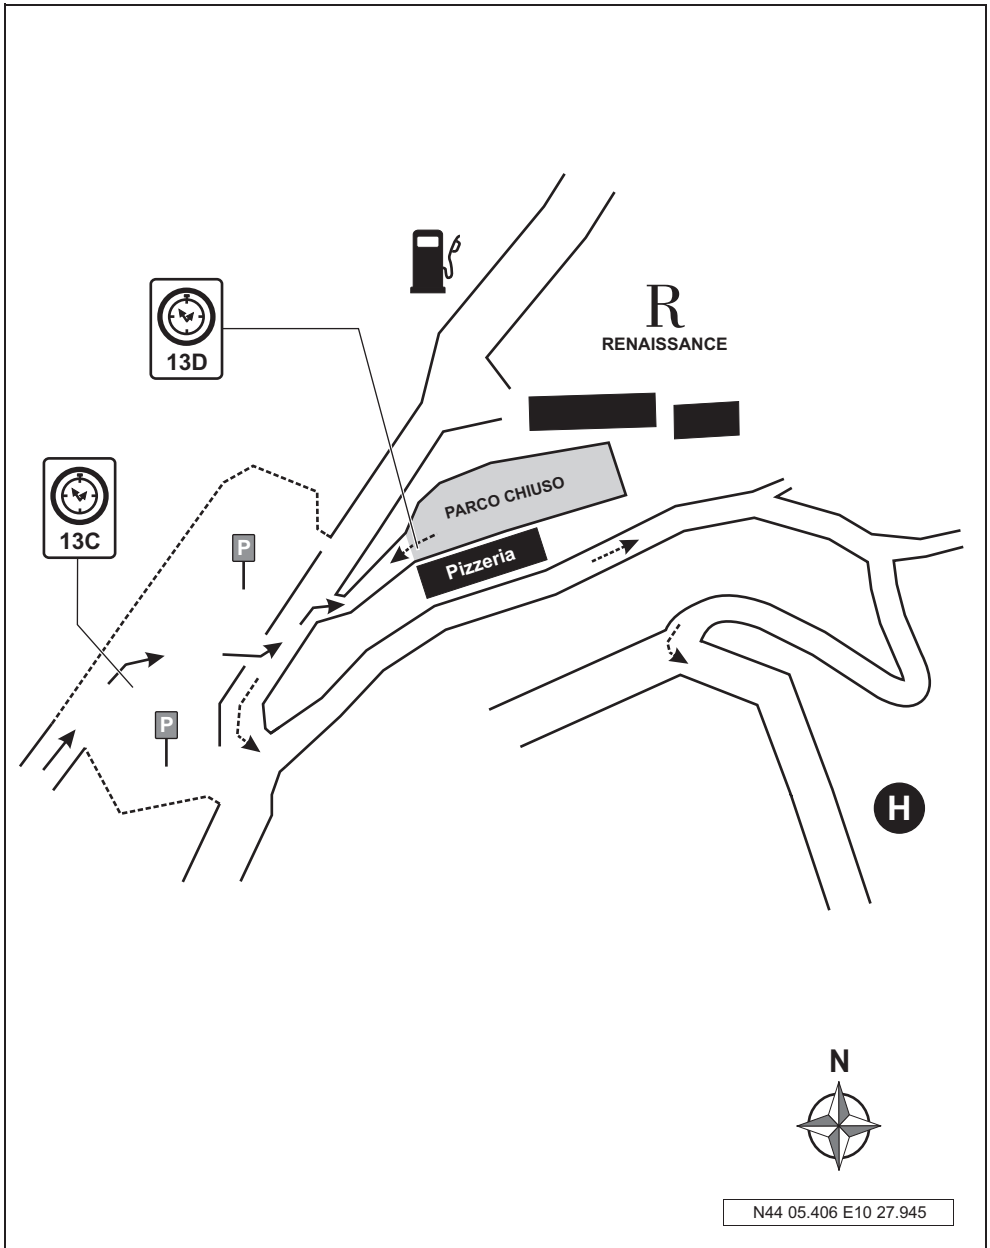 R
RENAISSANCE
13D
PARCO CHIUSO
13C
P
Pizzeria
P
H
N
N44 05.406 E10 27.945